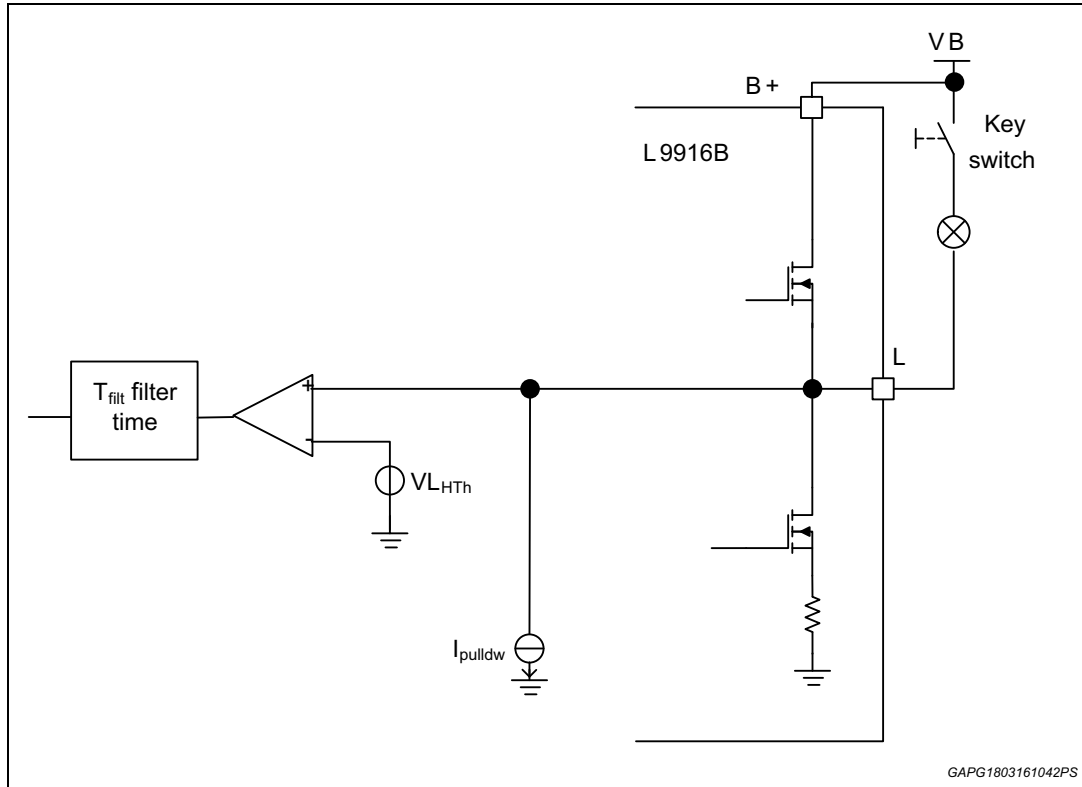 VB
B+
L9916B
Key
switch
L
T_filt filter
time
+
-
VL_HTh
I_pulldw
GAPG1803161042PS